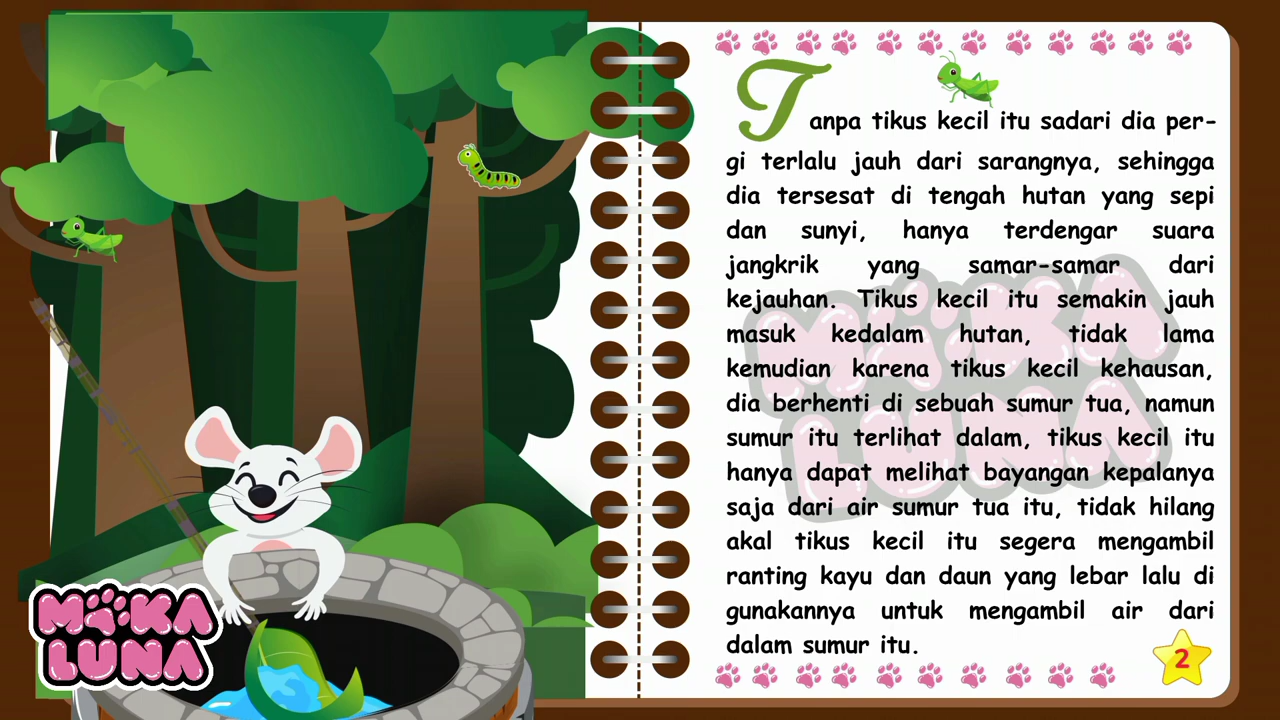 Tanpa tikus kecil itu sadari dia per-
gi terlalu jauh dari sarangnya, sehingga
dia tersesat di tengah hutan yang sepi
dan sunyi, hanya terdengar suara
jangkrik yang samar-samar dari
kejauhan. Tikus kecil itu semakin jauh
masuk kedalam hutan, tidak lama
kemudian karena tikus kecil kehausan,
dia berhenti di sebuah sumur tua, namun
sumur itu terlihat dalam, tikus kecil itu
hanya dapat melihat bayangan kepalanya
saja dari air sumur tua itu, tidak hilang
akal tikus kecil itu segera mengambil
ranting kayu dan daun yang lebar lalu di
gunakannya untuk mengambil air dari
dalam sumur itu.
2
MOKA
LUNA
MOKA
LUNA